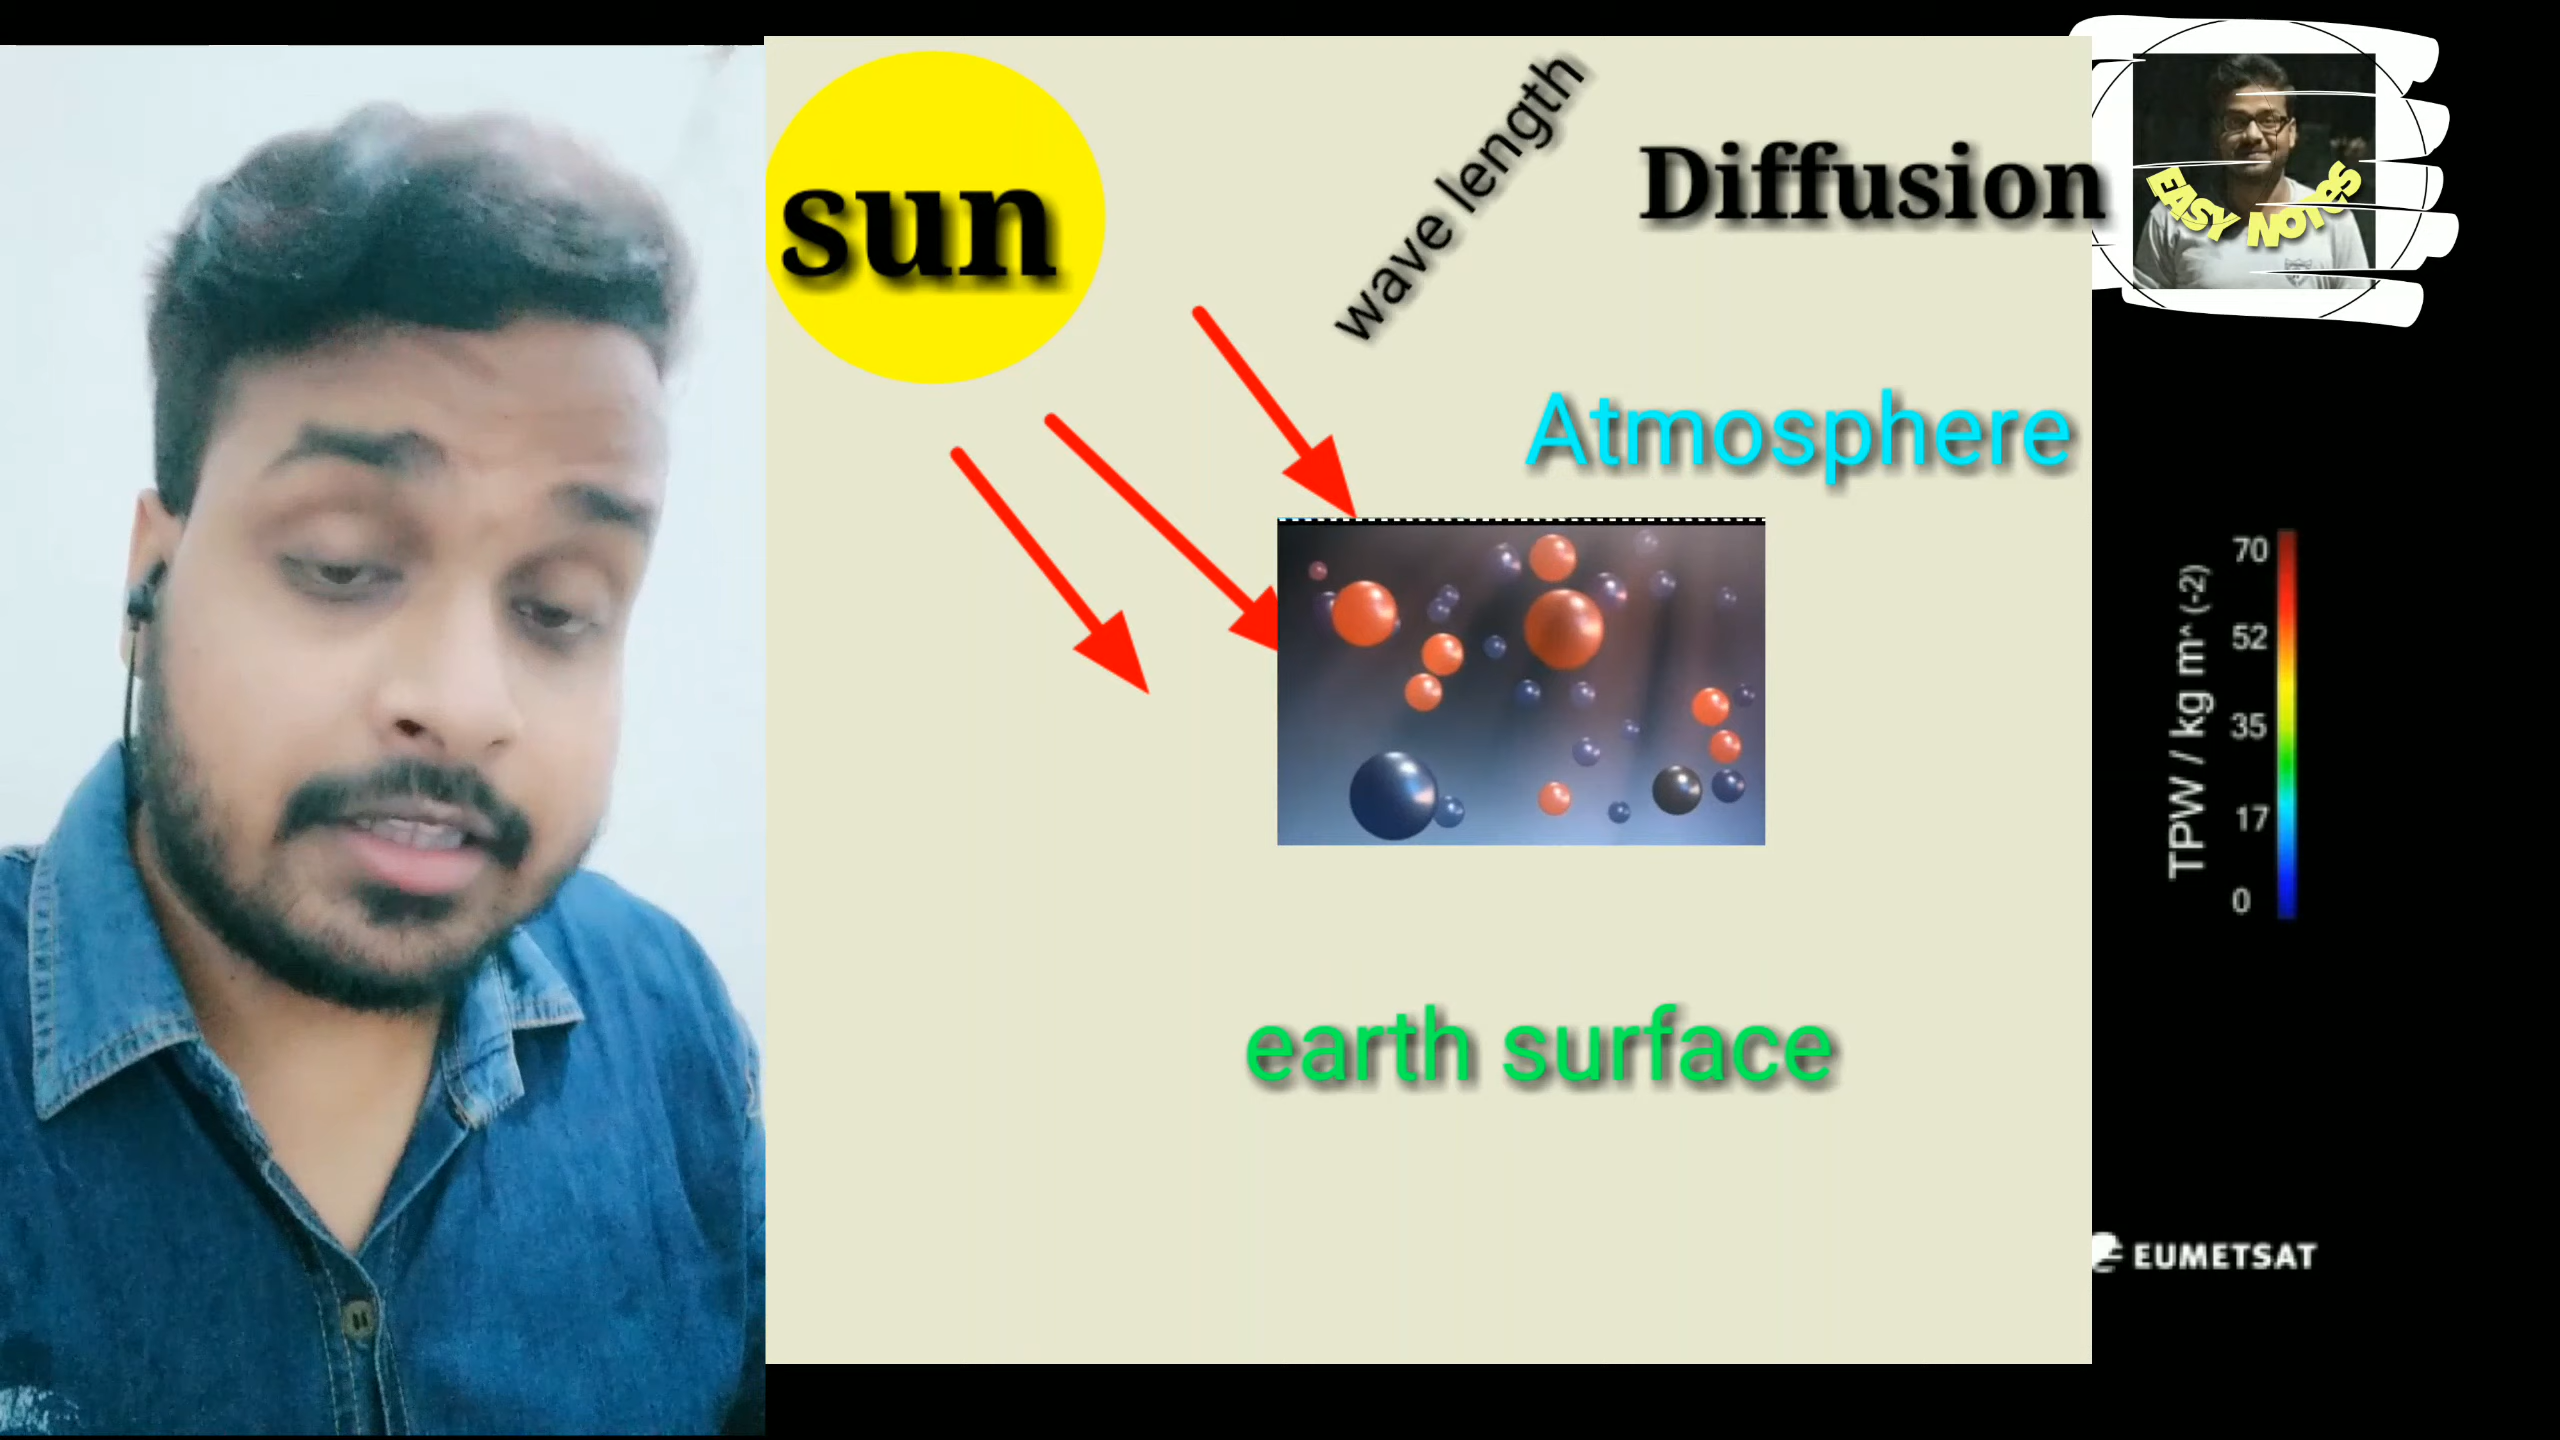 sun
wave length
Diffusion
EASY NOTES
Atmosphere
earth surface
TPW / kg m^ (-2)
70
52
35
17
0
EUMETSAT